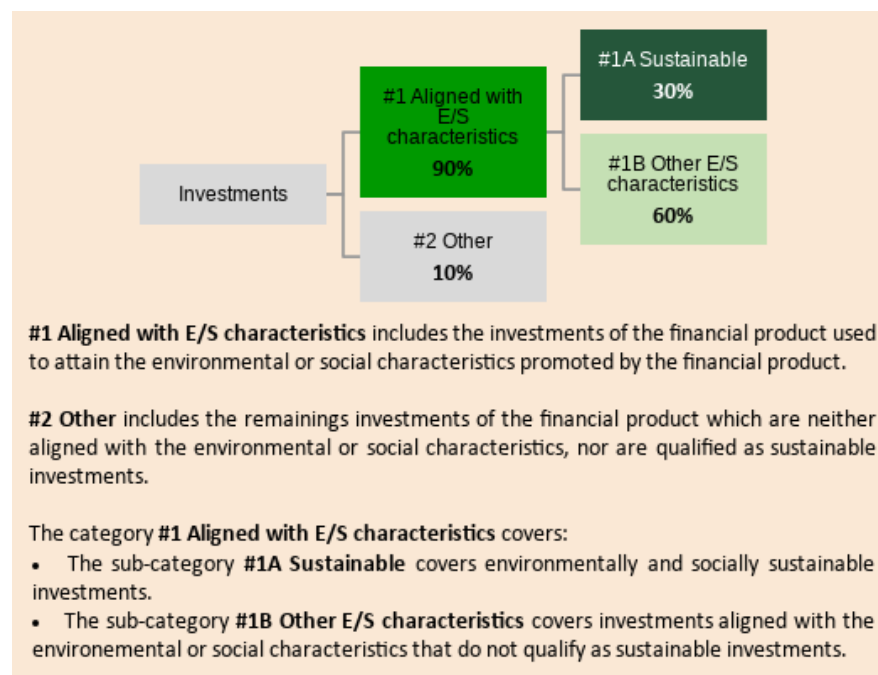 #1A Sustainable
30%
#1 Aligned with
E/S
characteristics
90%
#1B Other E/S
characteristics
60%
Investments
#2 Other
10%
#1 Aligned with E/S characteristics includes the investments of the financial product used
to attain the environmental or social characteristics promoted by the financial product.
#2 Other includes the remainings investments of the financial product which are neither
aligned with the environmental or social characteristics, nor are qualified as sustainable
investments.
The category #1 Aligned with E/S characteristics covers:
• The sub-category #1A Sustainable covers environmentally and socially sustainable
investments.
• The sub-category #1B Other E/S characteristics covers investments aligned with the
environemental or social characteristics that do not qualify as sustainable investments.